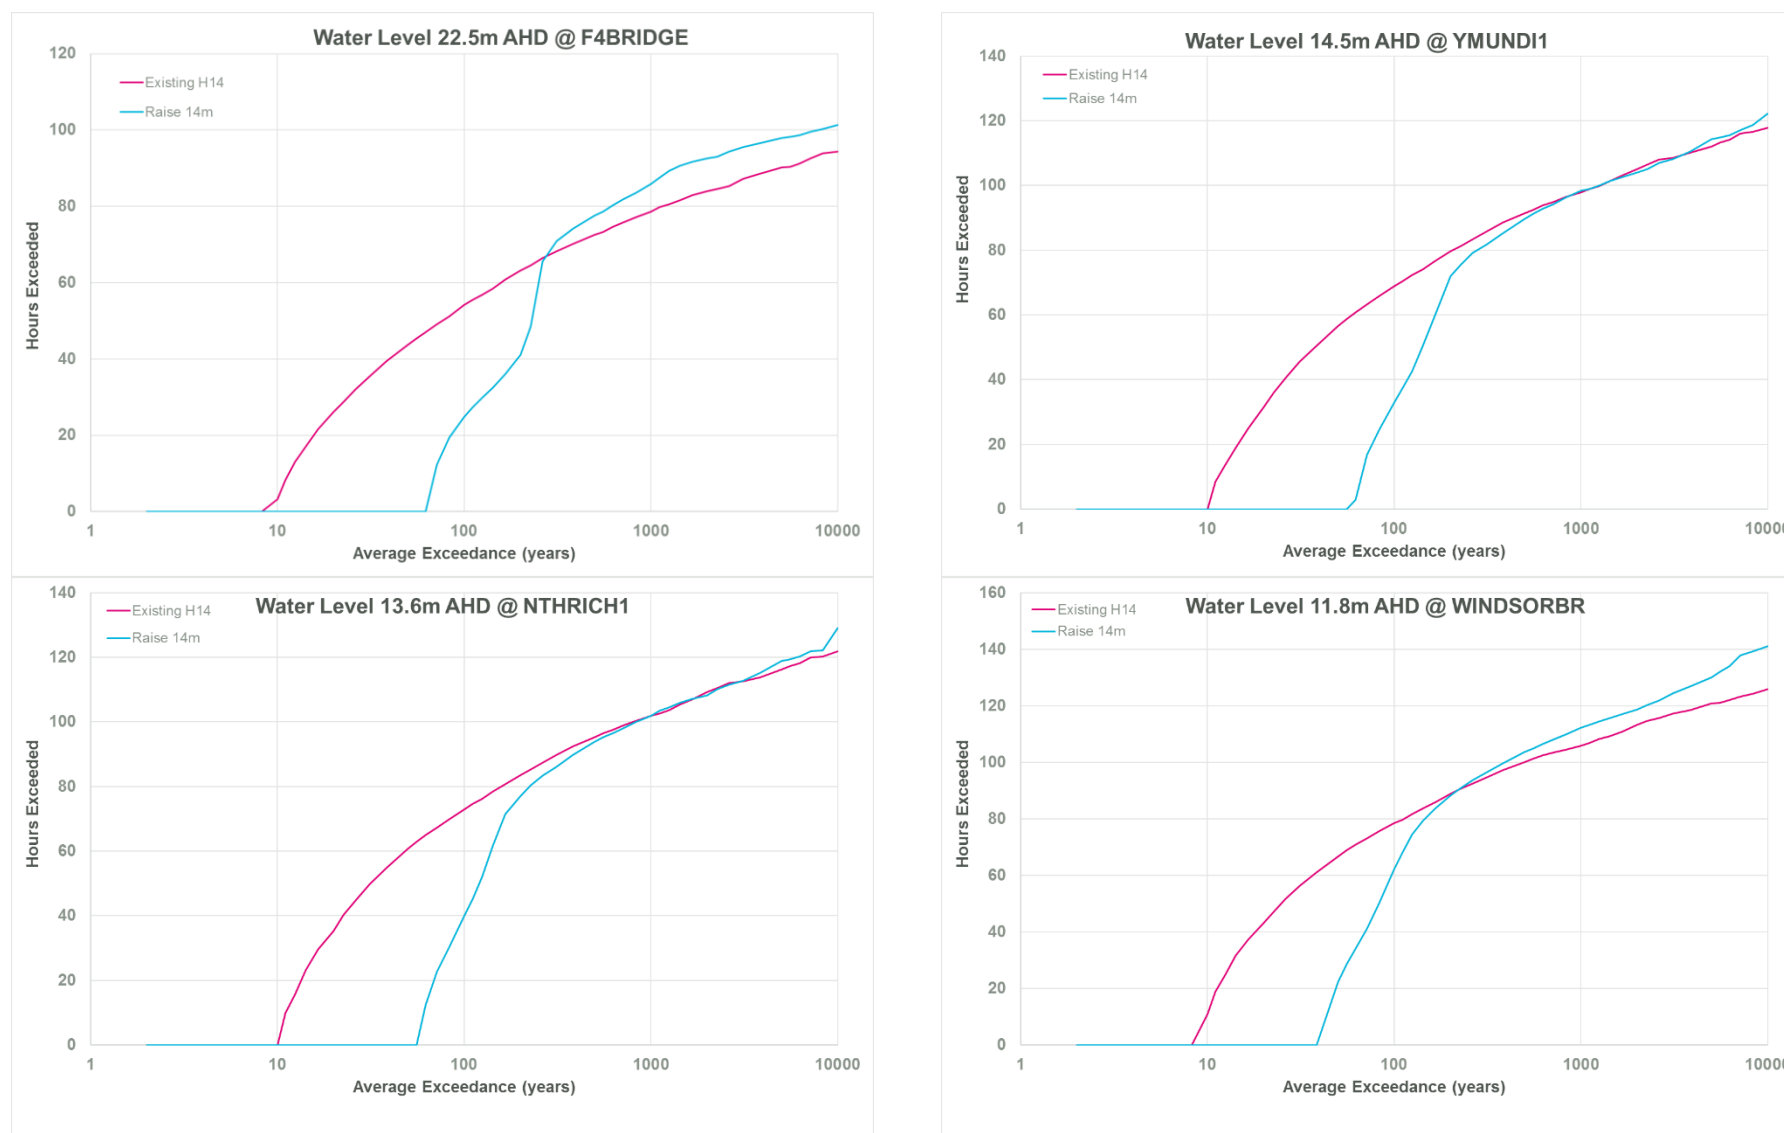 Water Level 22.5m AHD @ F4BRIDGE
120
100
80
60
40
20
0
Hours Exceeded
Existing H14
Raise 14m
1 10 100 1000 10000
Average Exceedance (years)
Water Level 14.5m AHD @ YMUNDI1
140
120
100
80
60
40
20
0
Hours Exceeded
Existing H14
Raise 14m
1 10 100 1000 1000
Average Exceedance (years)
Water Level 13.6m AHD @ NTHRICH1
140
120
100
80
60
40
20
0
Hours Exceeded
Existing H14
Raise 14m
1 10 100 1000 10000
Average Exceedance (years)
Water Level 11.8m AHD @ WINDSORBR
160
140
120
100
80
60
40
20
0
Hours Exceeded
Existing H14
Raise 14m
1 10 100 1000 1000
Average Exceedance (years)